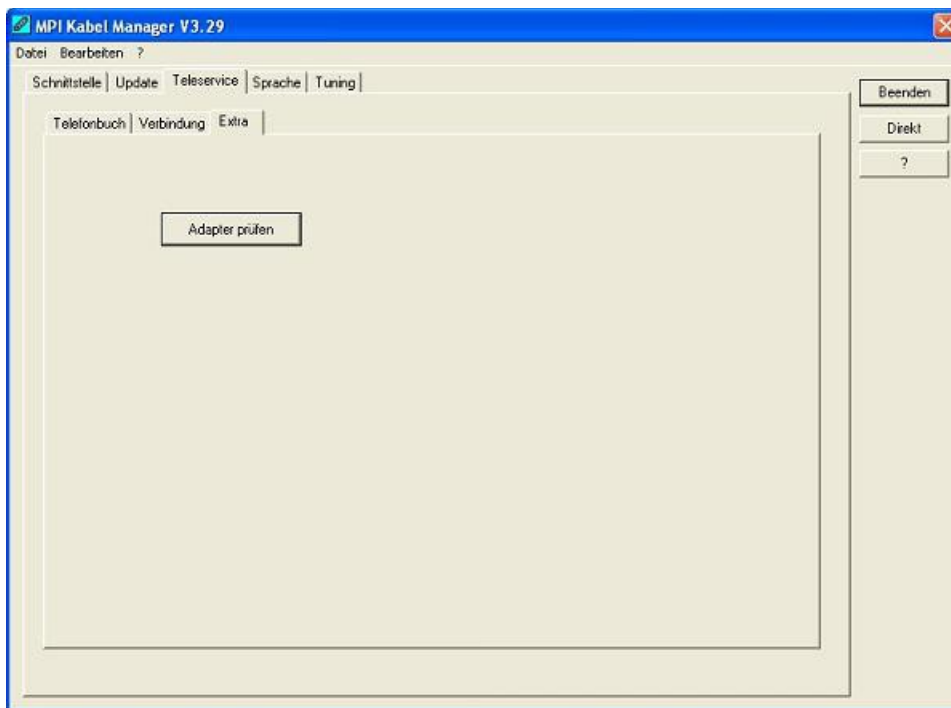 MPI Kabel Manager V3.29
Datei Bearbeiten ?
Schnittstelle Update Teleservice Sprache Tuning
Beenden
Telefonbuch Verbindung Extra
Direkt
?
Adapter prüfen